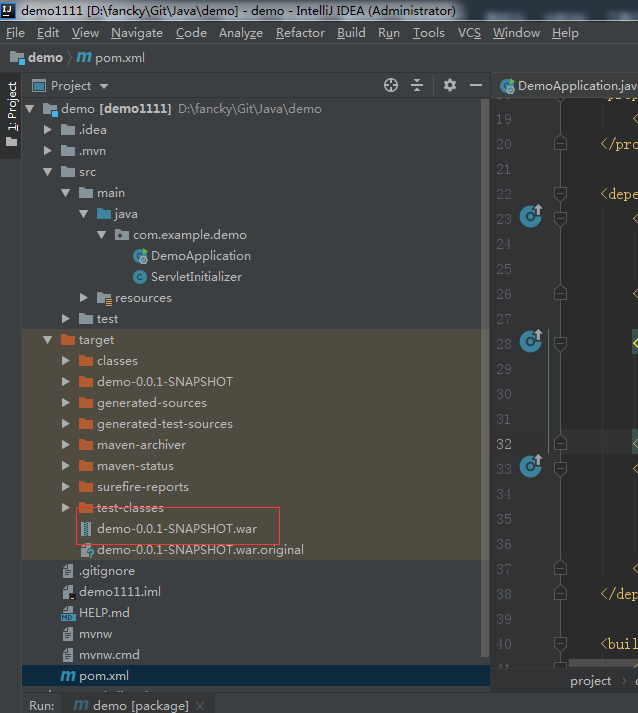 demo1111 [D:\fancky\Git\Java\demo] - demo - IntelliJ IDEA (Administrator)
File Edit View Navigate Code Analyze Refactor Build Run Tools VCS Window Help
demo pom.xml
1: Project
Project
DemoApplication.java
demo [demo1111] D:\fancky\Git\Java\demo
.idea
.mvn
src
main
java
com.example.demo
DemoApplication
ServletInitializer
resources
test
target
classes
demo-0.0.1-SNAPSHOT
generated-sources
generated-test-sources
maven-archiver
maven-status
surefire-reports
test-classes
demo-0.0.1-SNAPSHOT.war
demo-0.0.1-SNAPSHOT.war.original
.gitignore
demo1111.iml
HELP.md
mvnw
mvnw.cmd
pom.xml
19 <
20 </pro
21
22 <depe
23 <
24
25
26 <
27
28 <
29
30
31
32 <
33 <
34
35
36
37 <
38 </dep
39
40 <buil
project
Run: demo [package]